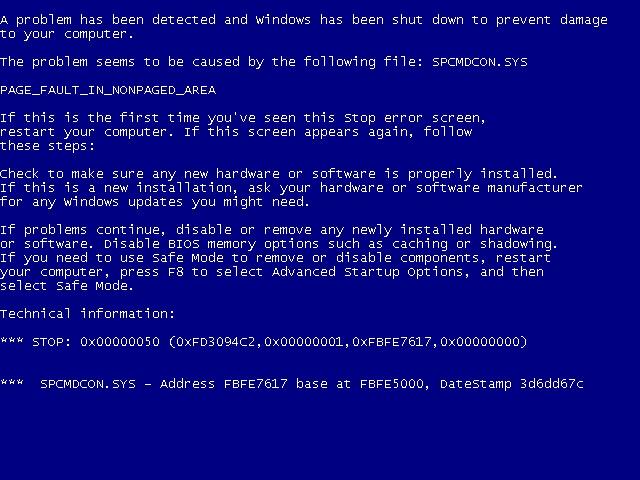 A problem has been detected and Windows has been shut down to prevent damage
to your computer.
The problem seems to be caused by the following file: SPCMDCON.SYS
PAGE_FAULT_IN_NONPAGED_AREA
If this is the first time you've seen this Stop error screen,
restart your computer. If this screen appears again, follow
these steps:
Check to make sure any new hardware or software is properly installed.
If this is a new installation, ask your hardware or software manufacturer
for any Windows updates you might need.
If problems continue, disable or remove any newly installed hardware
or software. Disable BIOS memory options such as caching or shadowing.
If you need to use Safe Mode to remove or disable components, restart
your computer, press F8 to select Advanced Startup Options, and then
select Safe Mode.
Technical information:
*** STOP: 0x00000050 (0xFD3094C2,0x00000001,0xFBFE7617,0x00000000)
***  SPCMDCON.SYS - Address FBFE7617 base at FBFE5000, DateStamp 3d6dd67c